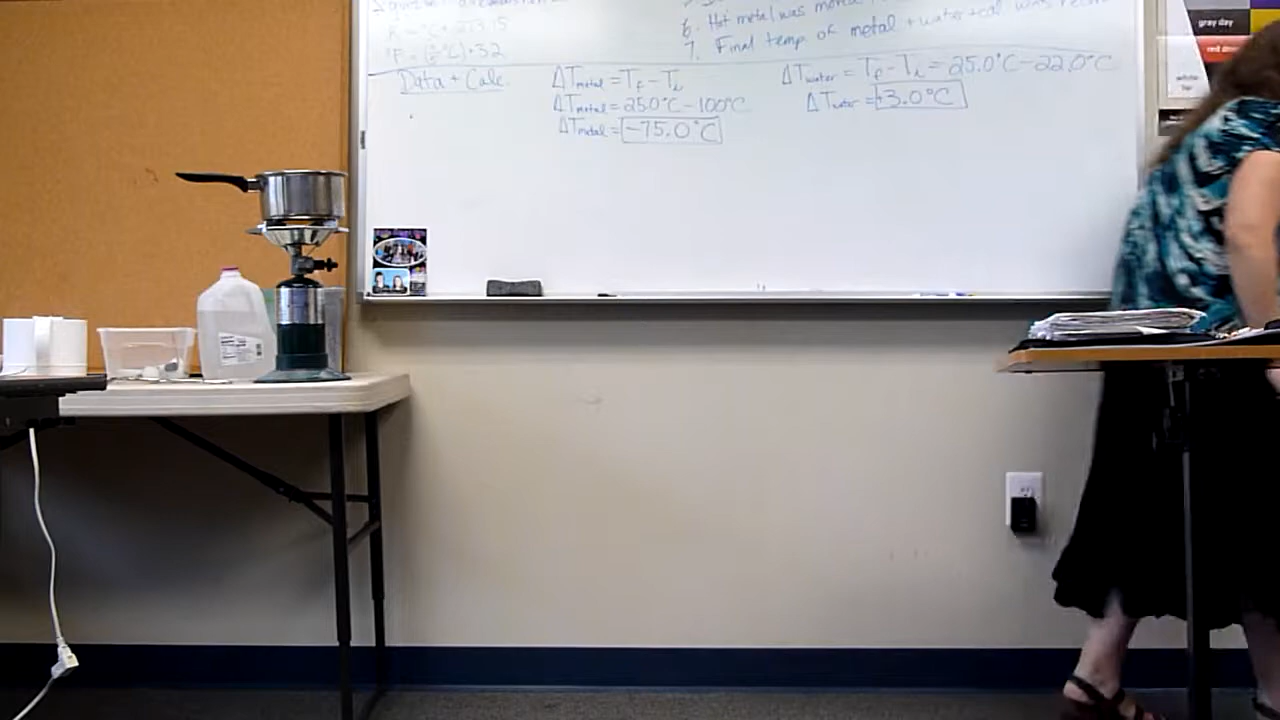 K = °C + 273.15
°F = (9/5 °C) + 32
6. Hot metal was
7. Final temp of metal + water + cal was
Data + Calc.
ΔTmetal = Tf - Ti
ΔTmetal = 25.0°C - 100°C
ΔTmetal = -75.0°C
ΔTwater = Tf - Ti = 25.0°C - 22.0°C
ΔTwater = +3.0°C
gray day
red
white